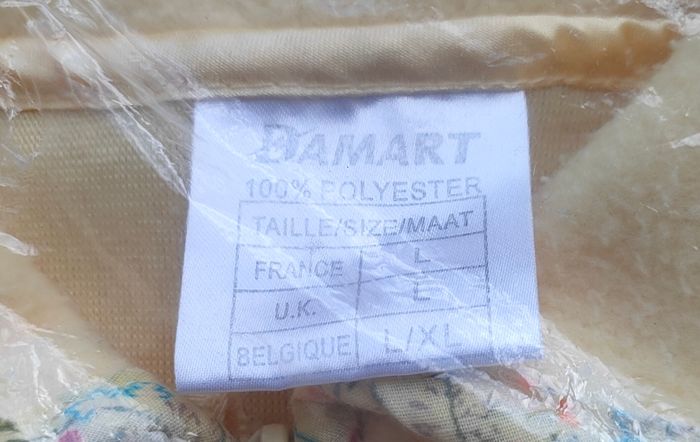 DAMART
100% POLYESTER
TAILLE/SIZE/MAAT
FRANCE L
U.K. L
BELGIQUE L/XL